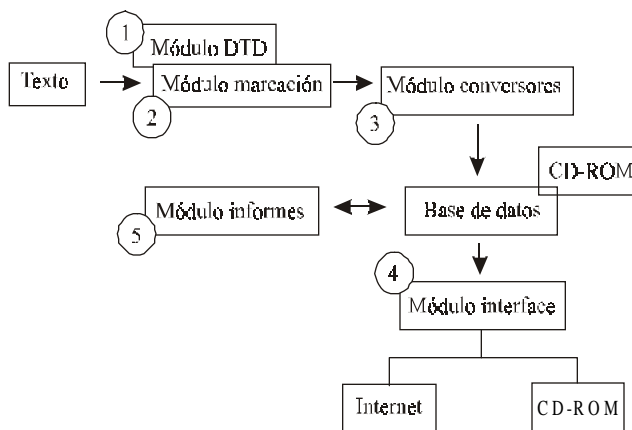 1
Módulo DTD
Texto
Módulo marcación
2
Módulo conversores
3
CD-ROM
Módulo informes
5
Base de datos
4
Módulo interface
Internet
CD-ROM